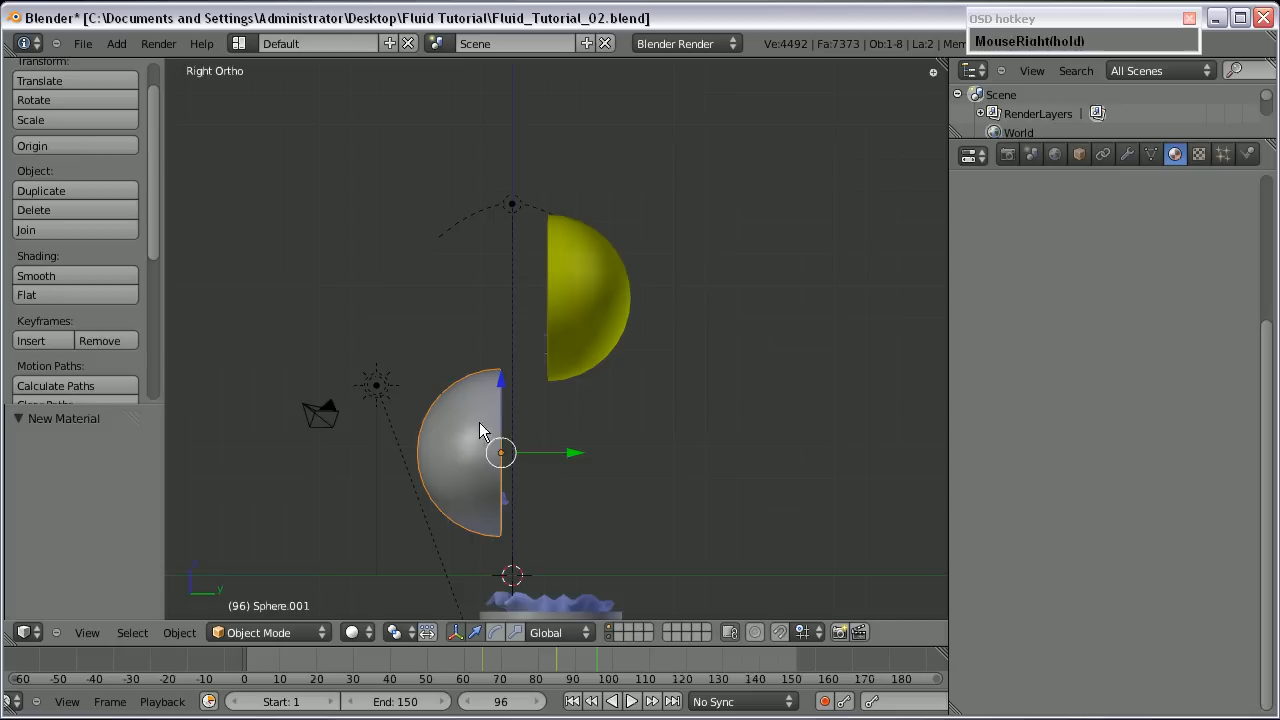 Blender* [C:\Documents and Settings\Administrator\Desktop\Fluid Tutorial\Fluid_Tutorial_02.blend]
OSD hotkey
MouseRight(hold)
File Add Render Help Default Scene Blender Render Ve:4492 | Fa:7373 | Ob:1-8 | La:2 | Mem
View Search All Scenes
Transform:
Translate
Rotate
Scale
Origin
Object:
Duplicate
Delete
Join
Shading:
Smooth
Flat
Keyframes:
Insert Remove
Motion Paths:
Calculate Paths
New Material
Right Ortho
(96) Sphere.001
z
y
Scene
RenderLayers |
World
View Select Object Object Mode Global
-60 -50 -40 -30 -20 -10 0 10 20 30 40 50 60 70 80 90 100 110 120 130 140 150 160 170 180
View Frame Playback Start: 1 End: 150 96 No Sync